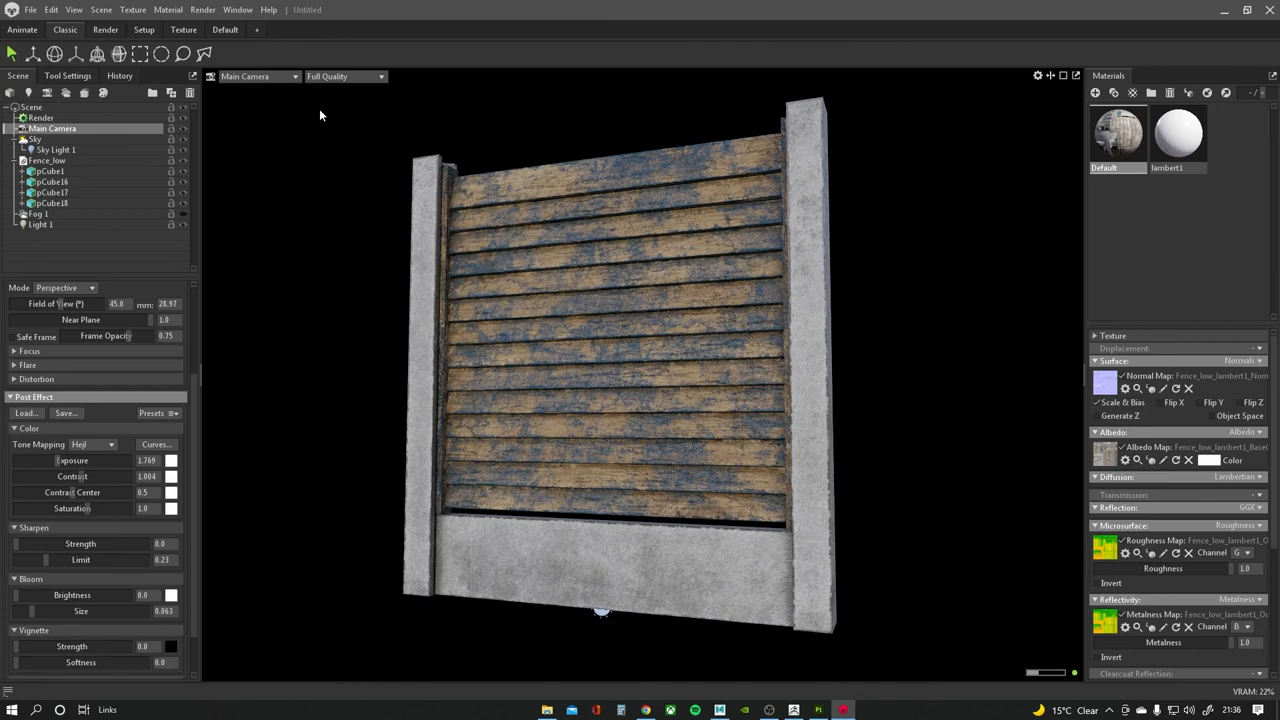 File Edit View Scene Texture Material Render Window Help Untitled
Animate Classic Render Setup Texture Default +
Scene Tool Settings History
Main Camera Full Quality
Materials
Scene
Render
Main Camera
Sky
Sky Light 1
Fence_low
pCube1
pCube16
pCube17
pCube18
Fog 1
Light 1
Mode Perspective
Field of View (°) 45.0 mm: 28.97
Near Plane 1.0
Safe Frame Frame Opacity 0.75
Focus
Flare
Distortion
Post Effect
Load... Save... Presets
Color
Tone Mapping Hejl Curves...
Exposure 1.769
Contrast 1.004
Contrast Center 0.5
Saturation 1.0
Sharpen
Strength 0.0
Limit 0.23
Bloom
Brightness 0.0
Size 0.063
Vignette
Strength 0.0
Softness 0.0
- /
Default lambert1
Texture
Displacement: -
Surface: Normals
Normal Map: Fence_low_lambert1_Norn
Scale & Bias Flip X Flip Y Flip Z
Generate Z Object Space
Albedo: Albedo
Albedo Map: Fence_low_lambert1_BaseC
Color
Diffusion: Lambertian
Transmission: -
Reflection: GGX
Microsurface: Roughness
Roughness Map: Fence_low_lambert1_O
Channel G
Roughness 1.0
Invert
Reflectivity: Metalness
Metalness Map: Fence_low_lambert1_Oc
Channel B
Metalness 1.0
Invert
Clearcoat Reflection: -
VRAM: 22%
Links
15°C Clear 21:36